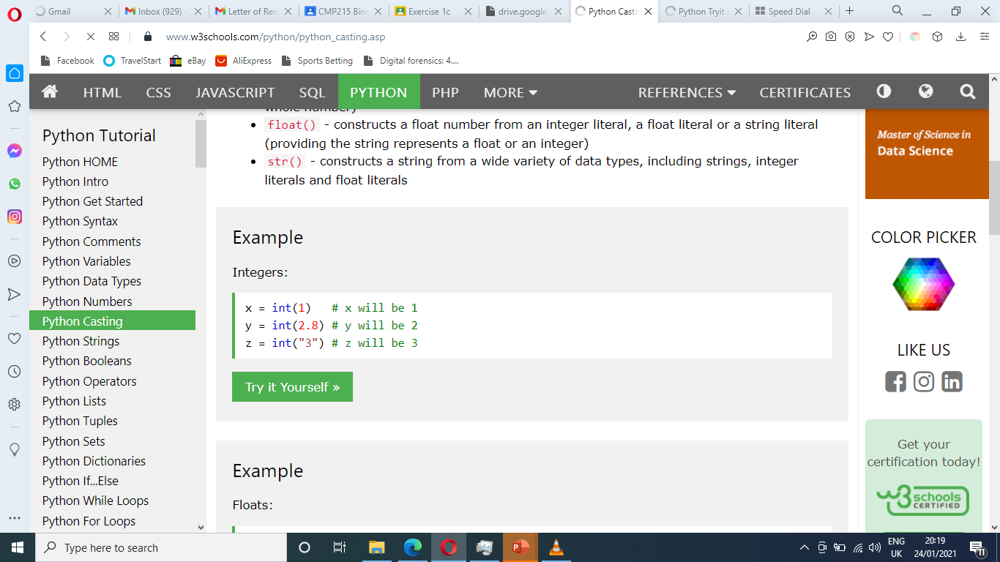 Gmail
Inbox (929) -
Letter of Rec
CMP215 Bin
Exercise 1c
drive.google.
Python Casti
Python Tryit
Speed Dial
www.w3schools.com/python/python_casting.asp
Facebook
TravelStart
eBay
AliExpress
Sports Betting
Digital forensics: 4....
HTML
CSS
JAVASCRIPT
SQL
PYTHON
PHP
MORE
REFERENCES
CERTIFICATES
Python Tutorial
Python HOME
Python Intro
Python Get Started
Python Syntax
Python Comments
Python Variables
Python Data Types
Python Numbers
Python Casting
Python Strings
Python Booleans
Python Operators
Python Lists
Python Tuples
Python Sets
Python Dictionaries
Python If...Else
Python While Loops
Python For Loops
whole number)
float() - constructs a float number from an integer literal, a float literal or a string literal
(providing the string represents a float or an integer)
str() - constructs a string from a wide variety of data types, including strings, integer
literals and float literals
Example
Integers:
x = int(1)   # x will be 1
y = int(2.8) # y will be 2
z = int("3") # z will be 3
Try it Yourself »
Example
Floats:
Master of Science in
Data Science
COLOR PICKER
LIKE US
Get your
certification today!
w3schools
CERTIFIED
Type here to search
ENG
UK
20:19
24/01/2021
11